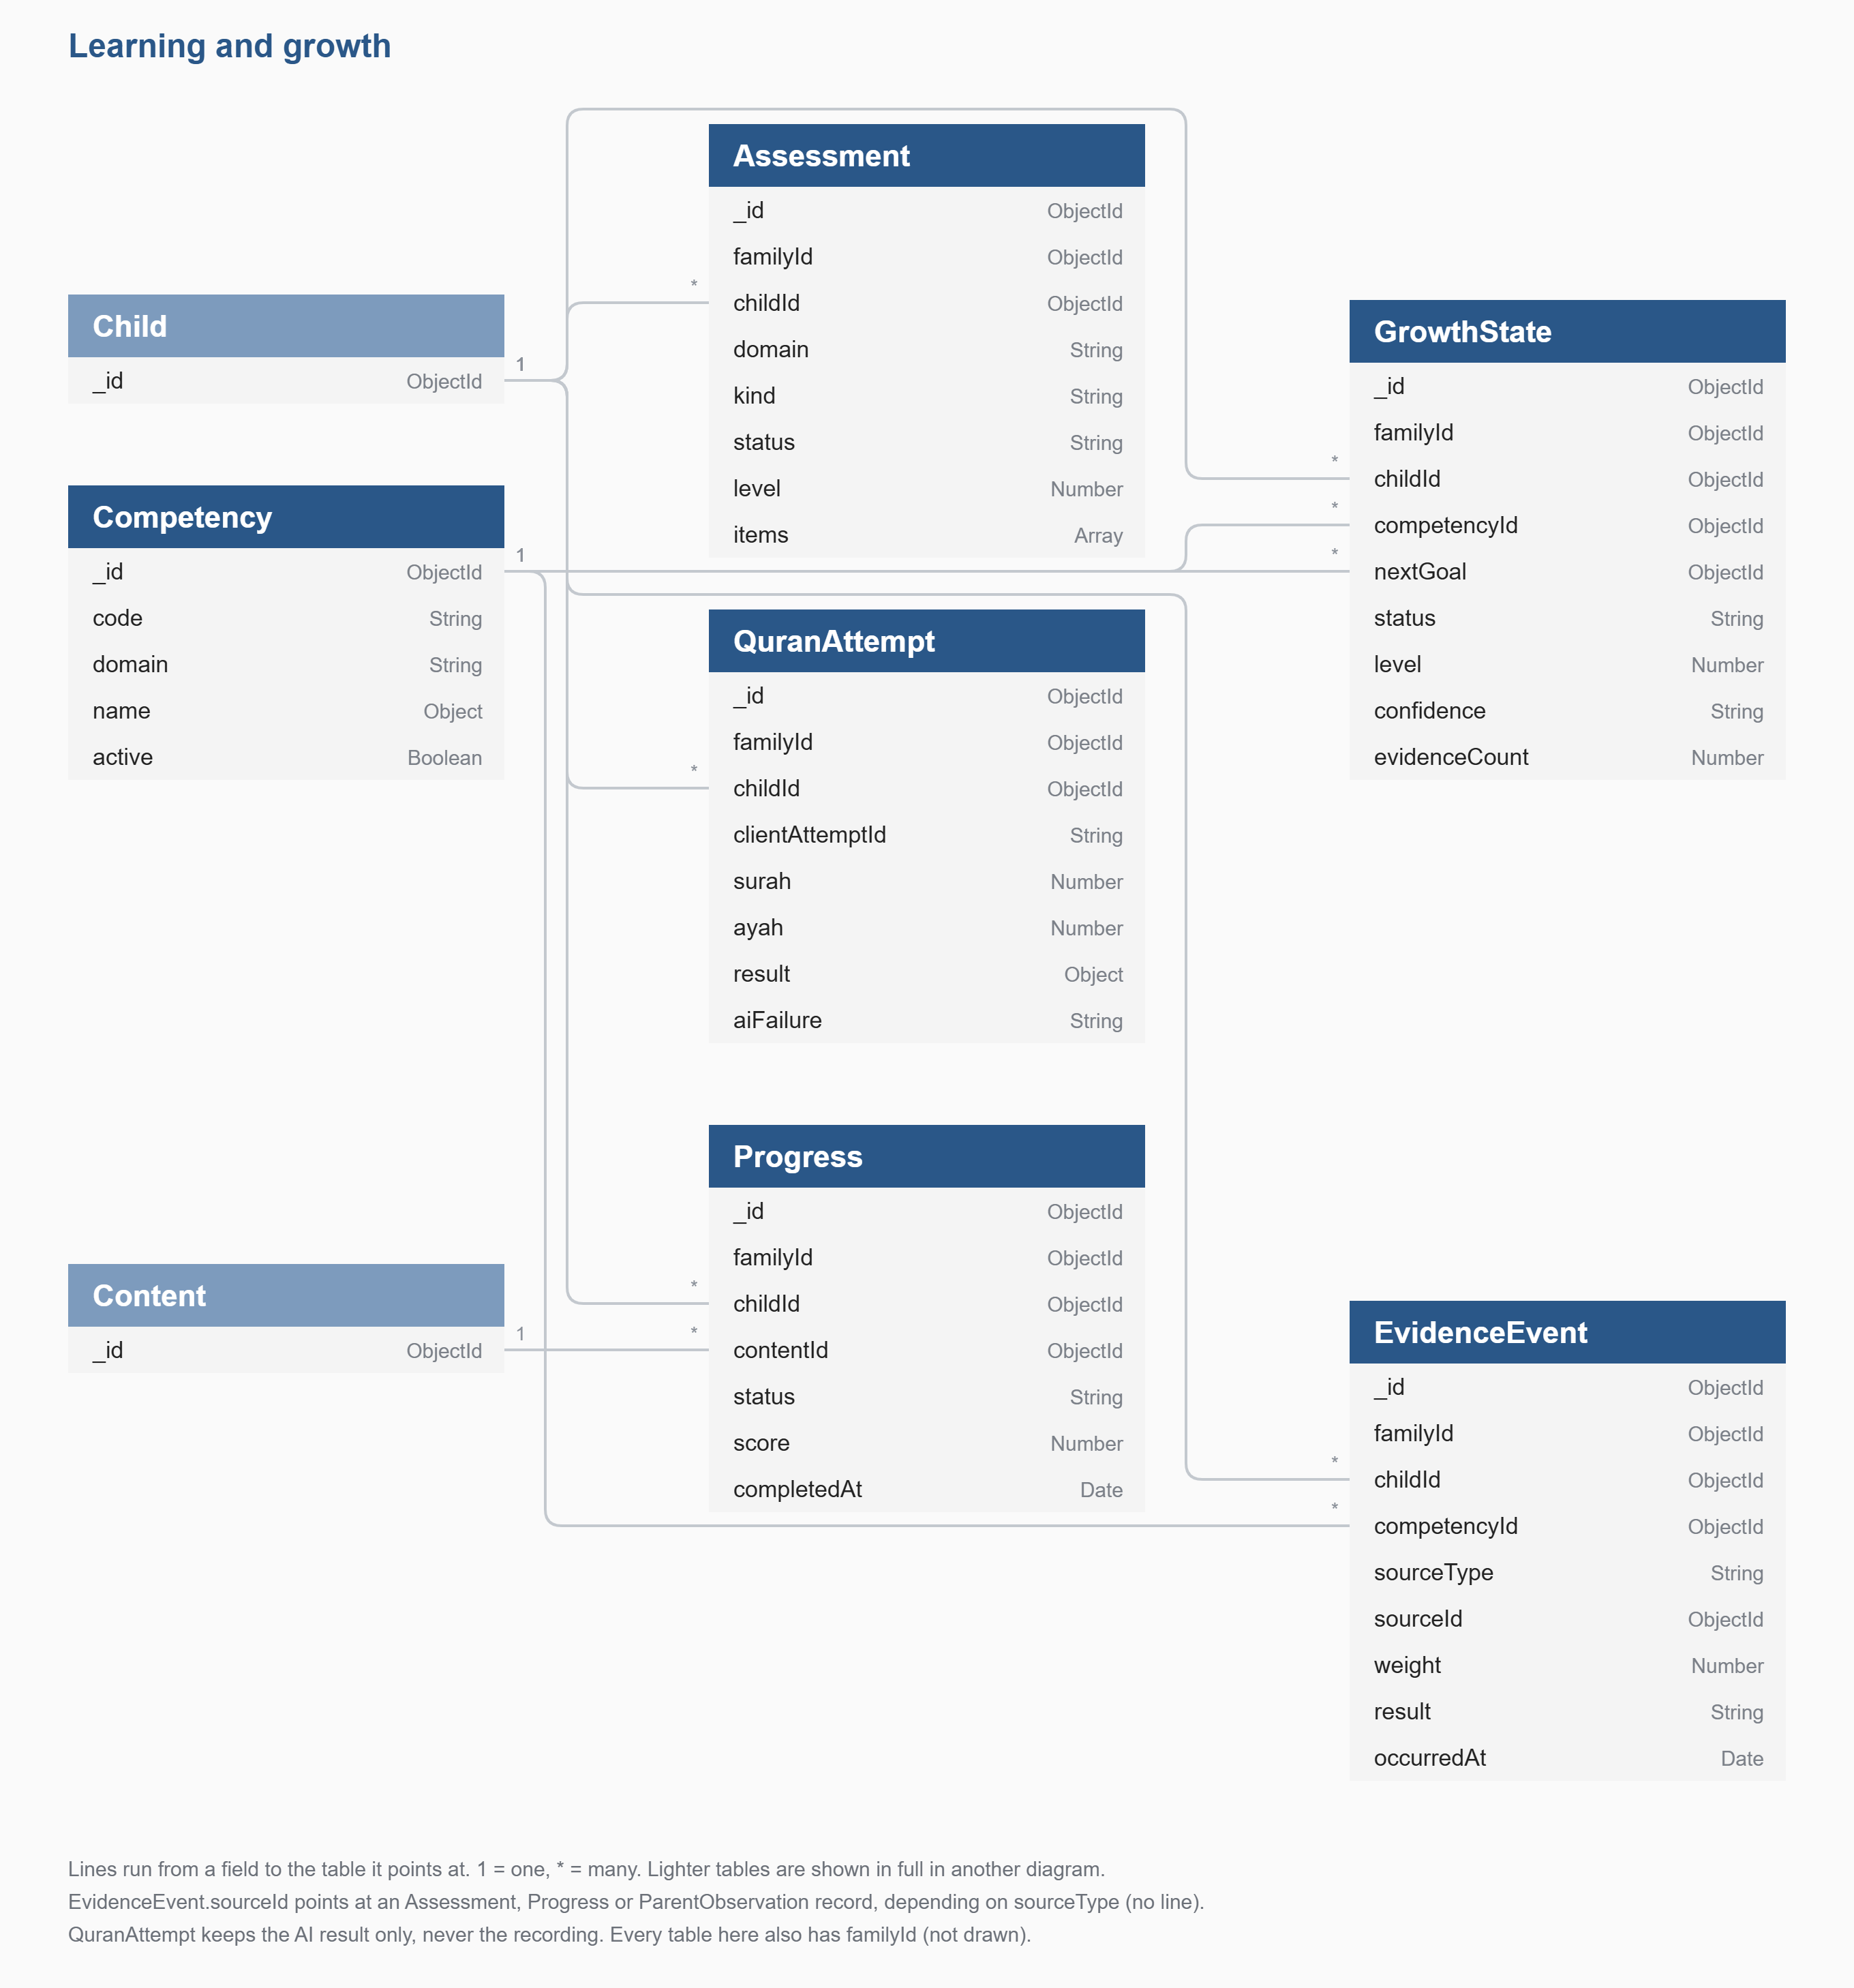 Learning and growth
Assessment
_id ObjectId
familyId ObjectId
* childId ObjectId
domain String
kind String
status String
level Number
items Array
Child
1
_id ObjectId
Competency
1
_id ObjectId
code String
domain String
name Object
active Boolean
GrowthState
_id ObjectId
familyId ObjectId
* childId ObjectId
* competencyId ObjectId
* nextGoal ObjectId
status String
level Number
confidence String
evidenceCount Number
QuranAttempt
_id ObjectId
familyId ObjectId
* childId ObjectId
clientAttemptId String
surah Number
ayah Number
result Object
aiFailure String
Progress
_id ObjectId
familyId ObjectId
* childId ObjectId
* contentId ObjectId
status String
score Number
completedAt Date
Content
1
_id ObjectId
EvidenceEvent
_id ObjectId
familyId ObjectId
* childId ObjectId
* competencyId ObjectId
sourceType String
sourceId ObjectId
weight Number
result String
occurredAt Date
Lines run from a field to the table it points at. 1 = one, * = many. Lighter tables are shown in full in another diagram.
EvidenceEvent.sourceId points at an Assessment, Progress or ParentObservation record, depending on sourceType (no line).
QuranAttempt keeps the AI result only, never the recording. Every table here also has familyId (not drawn).